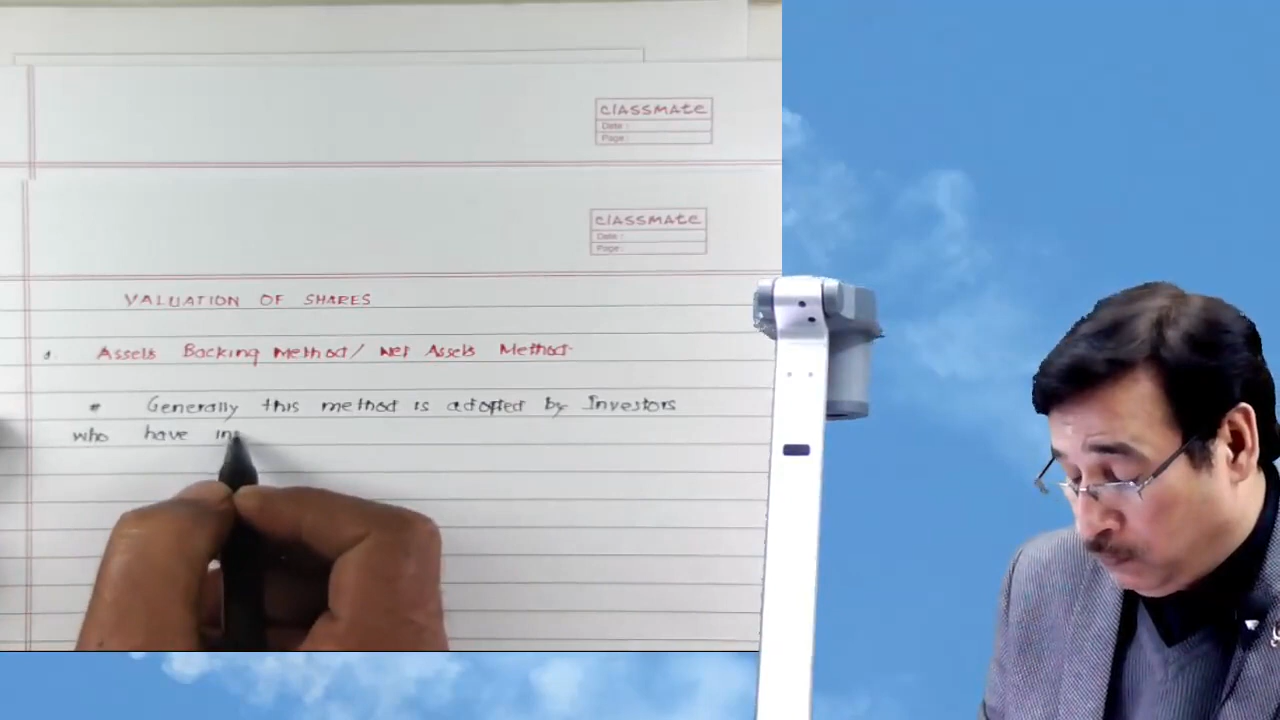 classmate
Date :
Page :
classmate
Date :
Page :
VALUATION OF SHARES
Assets Backing Method / Net Assets Method
* Generally this method is adopted by Investors
who have in